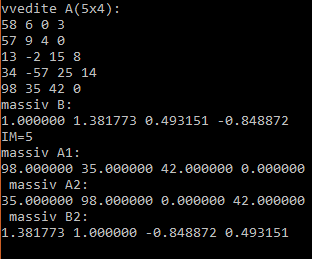 vvedite A(5x4):
58 6 0 3
57 9 4 0
13 -2 15 8
34 -57 25 14
98 35 42 0
massiv B:
1.000000 1.381773 0.493151 -0.848872
IM=5
massiv A1:
98.000000 35.000000 42.000000 0.000000
massiv A2:
35.000000 98.000000 0.000000 42.000000
massiv B2:
1.381773 1.000000 -0.848872 0.493151